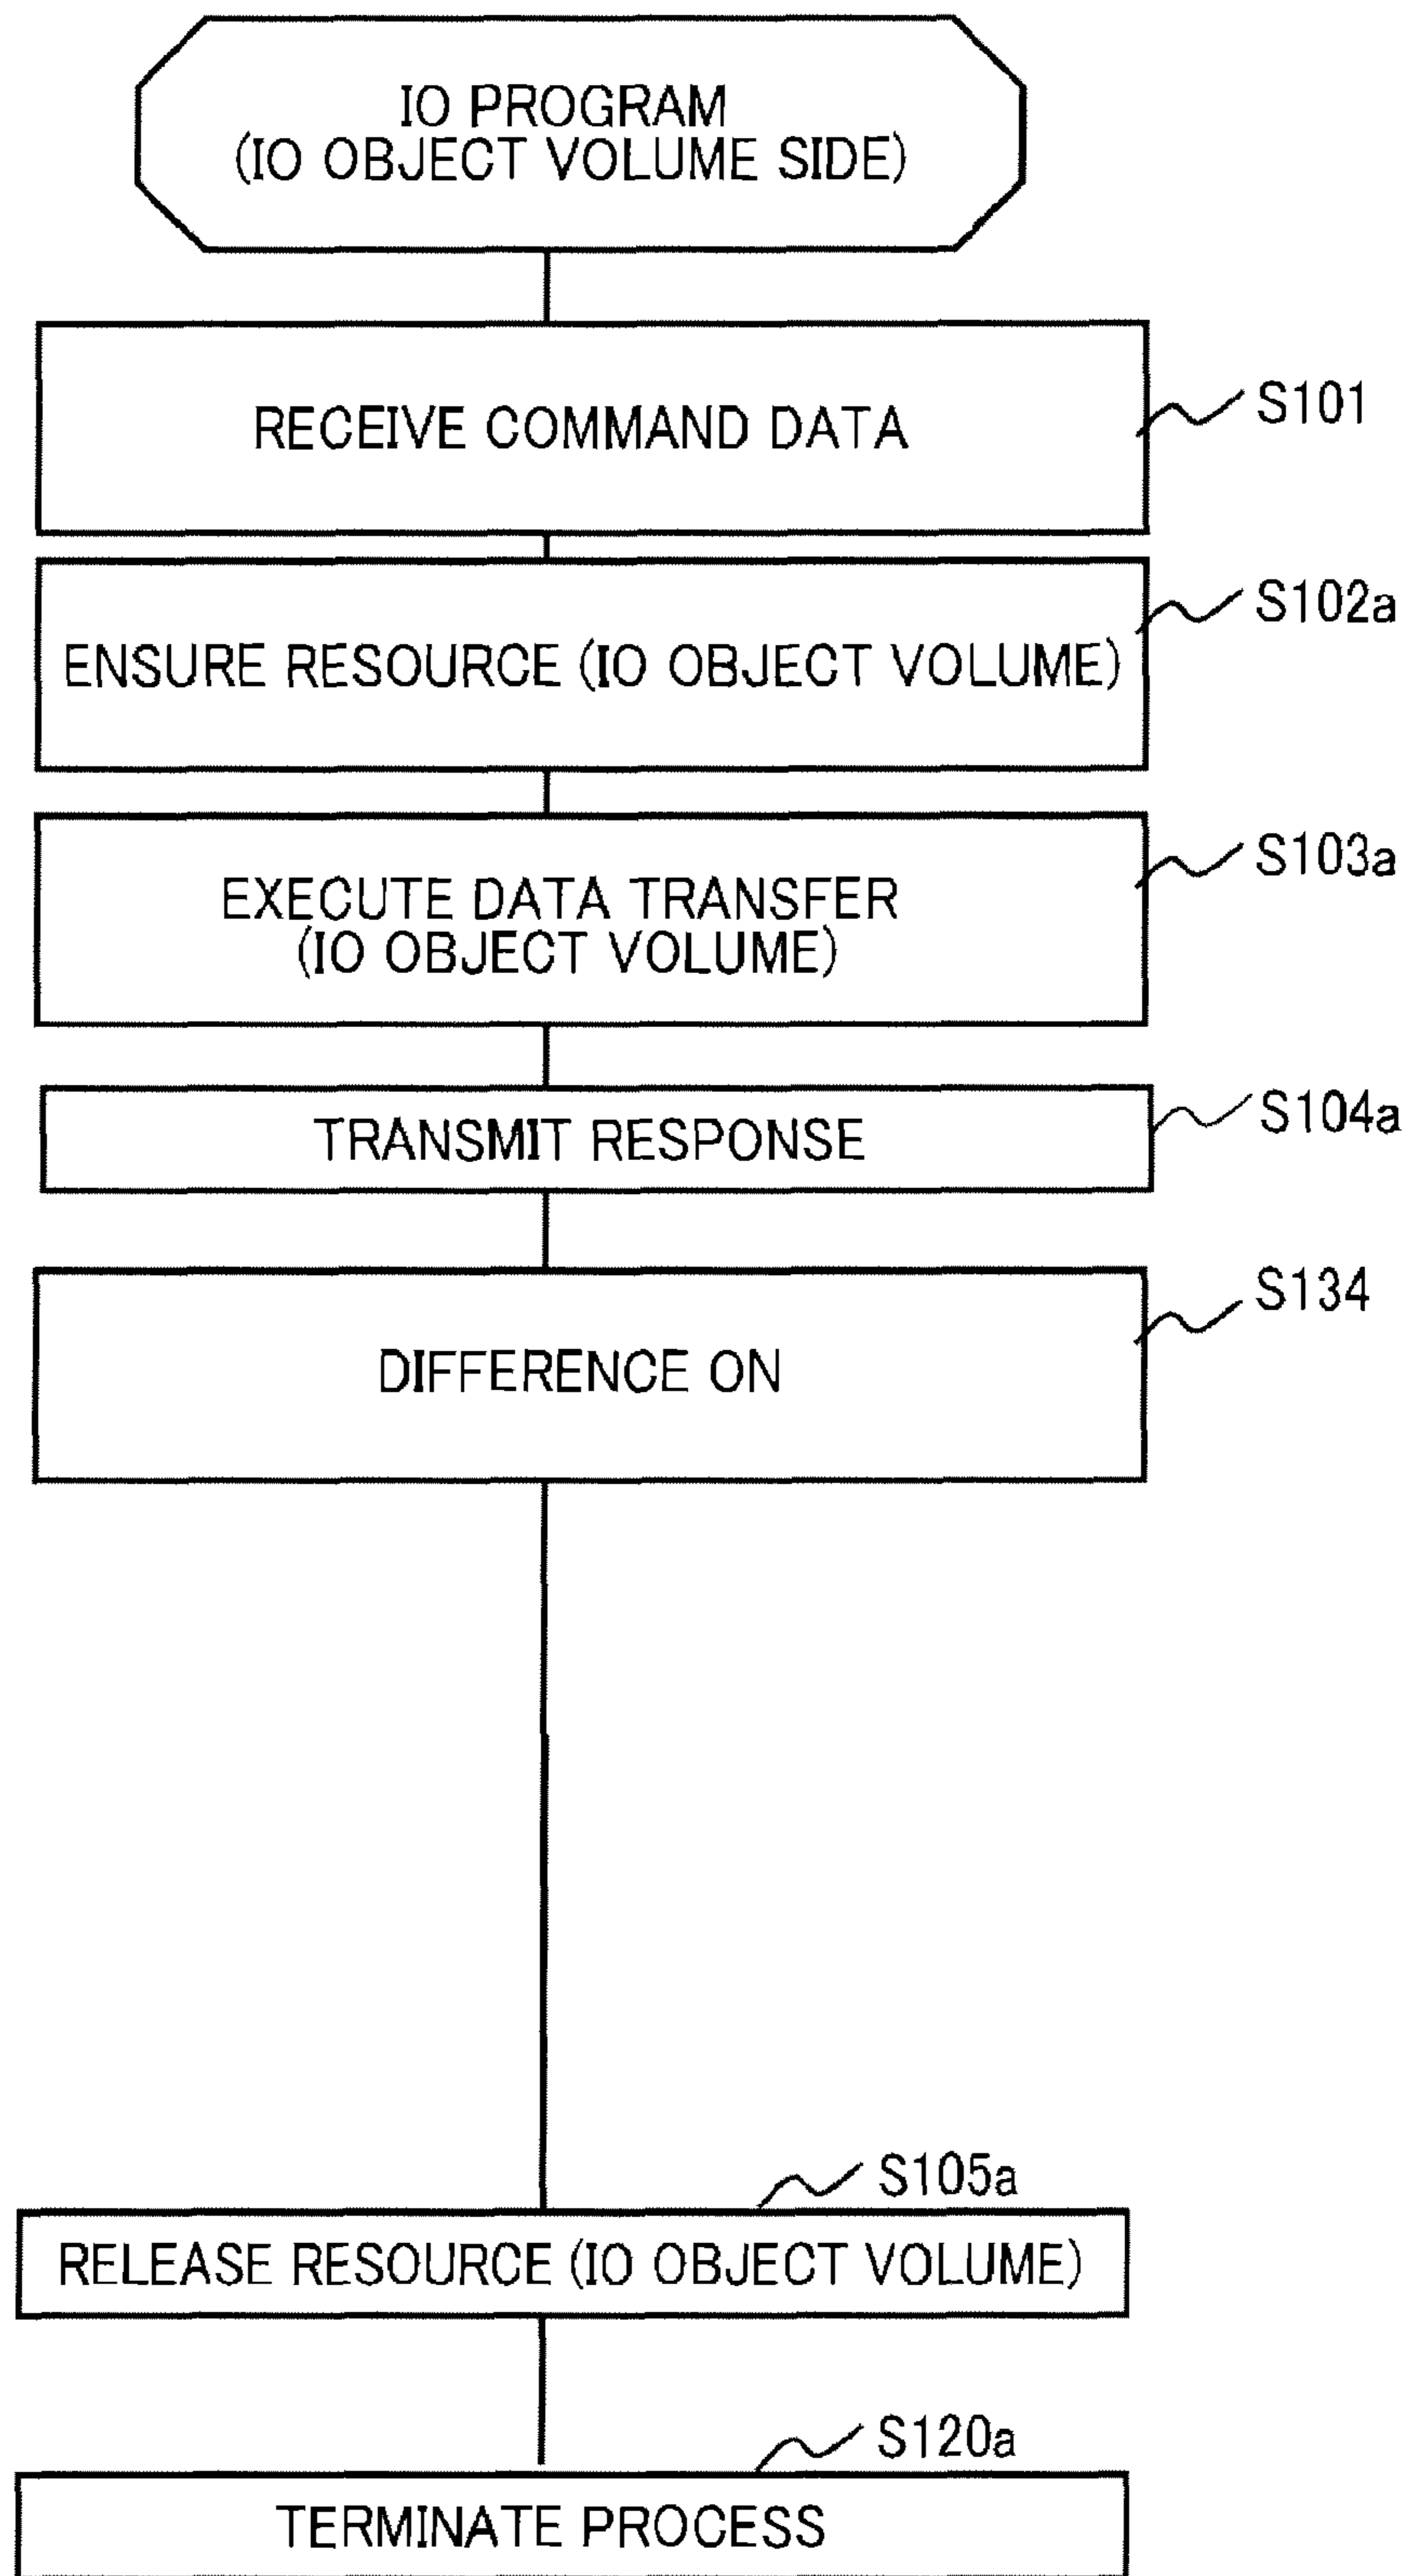 IO PROGRAM
(IO OBJECT VOLUME SIDE)
RECEIVE COMMAND DATA
S101
ENSURE RESOURCE (IO OBJECT VOLUME)
S102a
EXECUTE DATA TRANSFER
(IO OBJECT VOLUME)
S103a
TRANSMIT RESPONSE
S104a
DIFFERENCE ON
S134
S105a
RELEASE RESOURCE (IO OBJECT VOLUME)
S120a
TERMINATE PROCESS